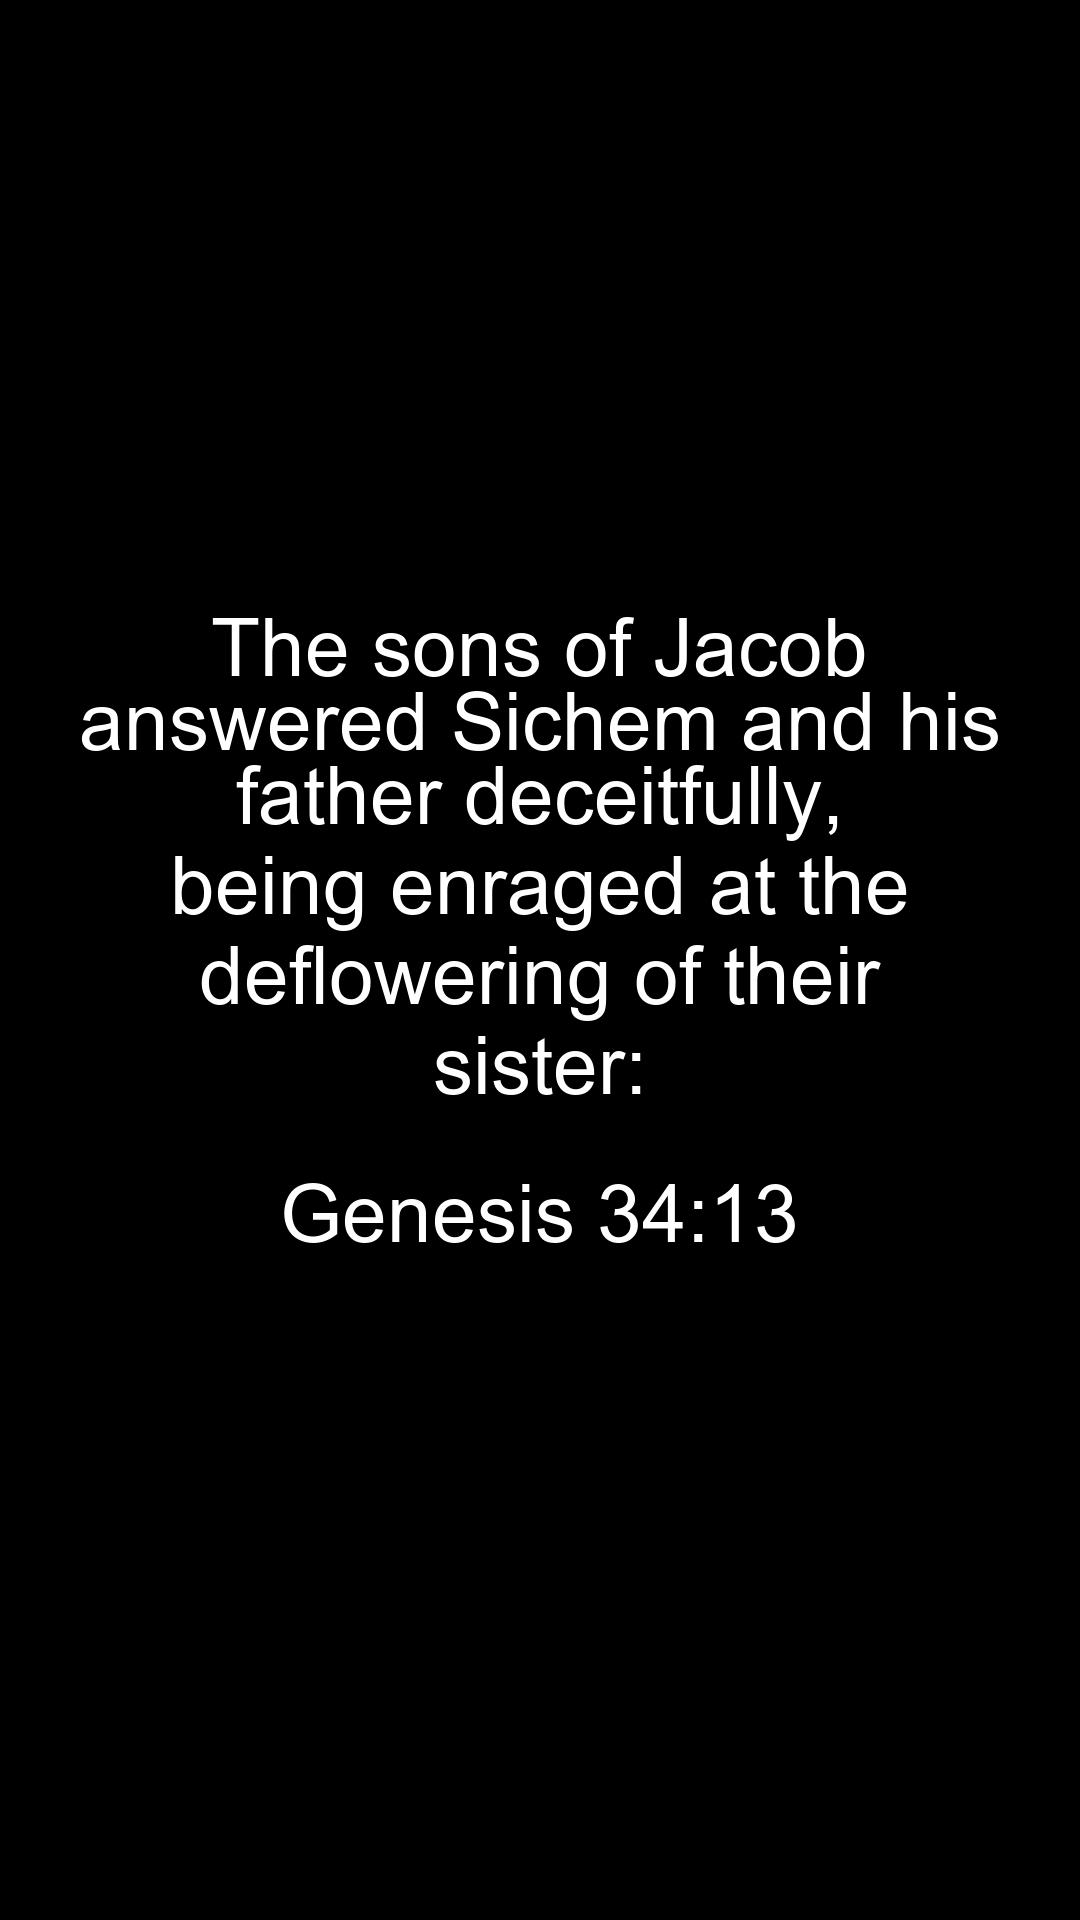 The sons of Jacob
answered Sichem and his
father deceitfully,
being enraged at the
deflowering of their
sister:
Genesis 34:13